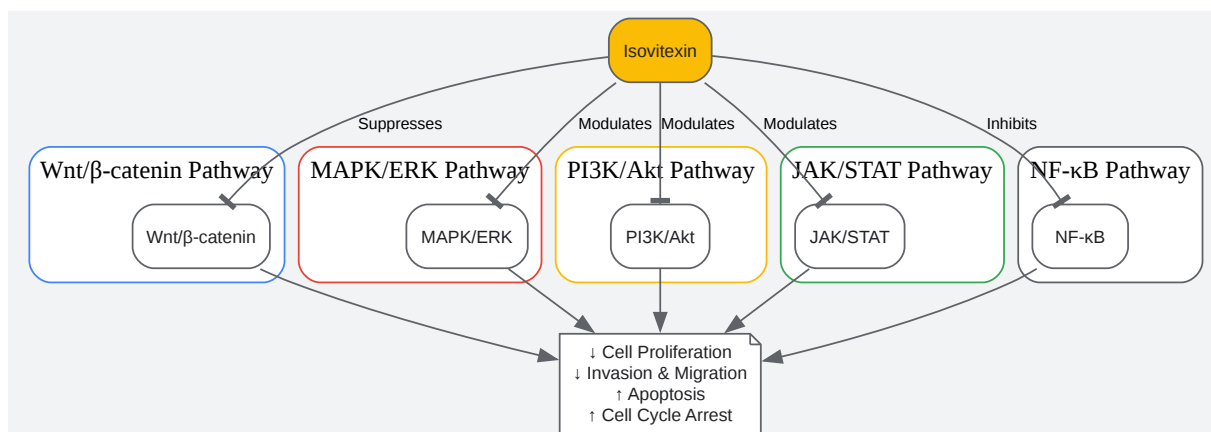 Isovitexin
Suppresses
Modulates
Modulates
Modulates
Inhibits
Wnt/β-catenin Pathway
MAPK/ERK Pathway
PI3K/Akt Pathway
JAK/STAT Pathway
NF-κB Pathway
Wnt/β-catenin
MAPK/ERK
PI3K/Akt
JAK/STAT
NF-κB
↓ Cell Proliferation
↓ Invasion & Migration
↑ Apoptosis
↑ Cell Cycle Arrest